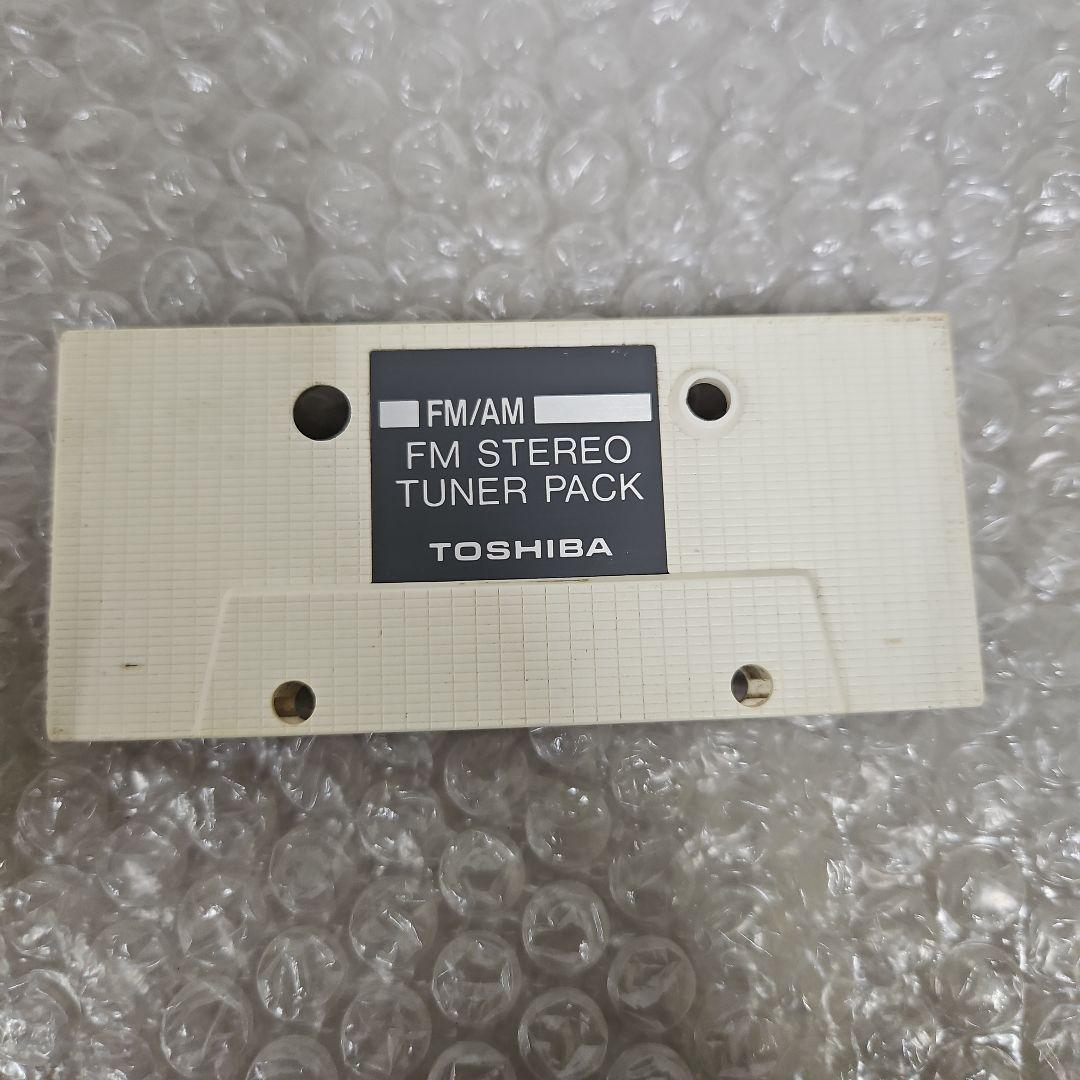 FM/AM
FM STEREO
TUNER PACK
TOSHIBA